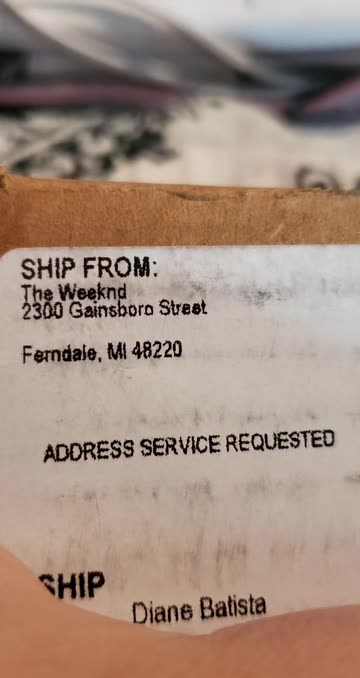 SHIP FROM:
The Weeknd
2300 Gainsboro Street
Ferndale, MI 48220
ADDRESS SERVICE REQUESTED
SHIP
Diane Batista